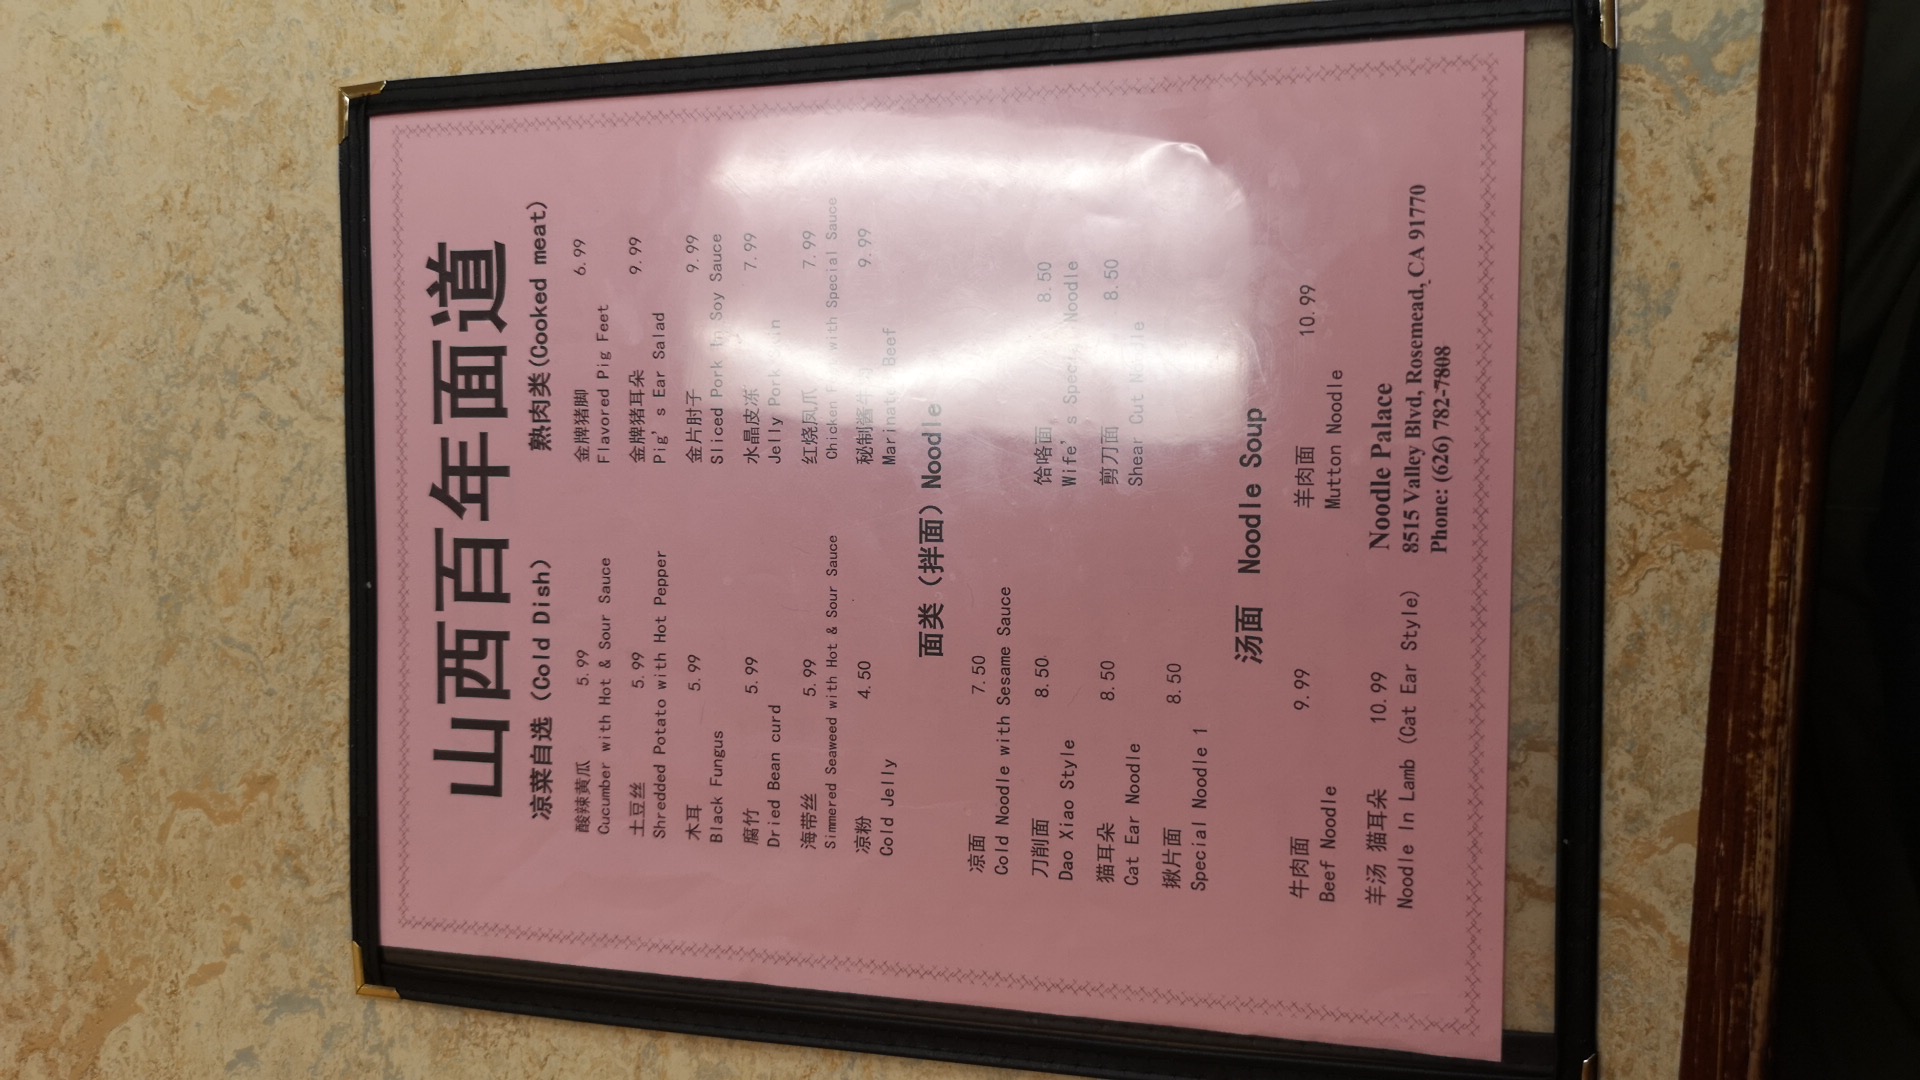 山西百年面道
凉菜自选（Cold Dish）
熟肉类(Cooked meat)
酸辣黄瓜 5.99
Cucumber with Hot & Sour Sauce
土豆丝 5.99
Shredded Potato with Hot Pepper
木耳 5.99
Black Fungus
腐竹 5.99
Dried Bean curd
海带丝 5.99
Simmered Seaweed with Hot & Sour Sauce
凉粉 4.50
Cold Jelly
金牌猪脚 6.99
Flavored Pig Feet
金牌猪耳朵 9.99
Pig's Ear Salad
金片肘子 9.99
Sliced Pork In Soy Sauce
水晶皮冻 7.99
Jelly Pork Skin
红烧凤爪 7.99
Chicken with Special Sauce
秘制酱牛 9.99
Beef
面类（拌面）Noodle
凉面 7.50
Cold Noodle with Sesame Sauce
刀削面 8.50
Dao Xiao Style
猫耳朵 8.50
Cat Ear Noodle
揪片面 8.50
Special Noodle 1
饸咯面 8.50
Wife's Special Noodle
剪刀面 8.50
Shear Cut Noodle
汤面 Noodle Soup
牛肉面 9.99
Beef Noodle
羊肉面 10.99
Mutton Noodle
羊汤 猫耳朵 10.99
Noodle In Lamb (Cat Ear Style)
Noodle Palace
8515 Valley Blvd, Rosemead, CA 91770
Phone: (626) 782-7808